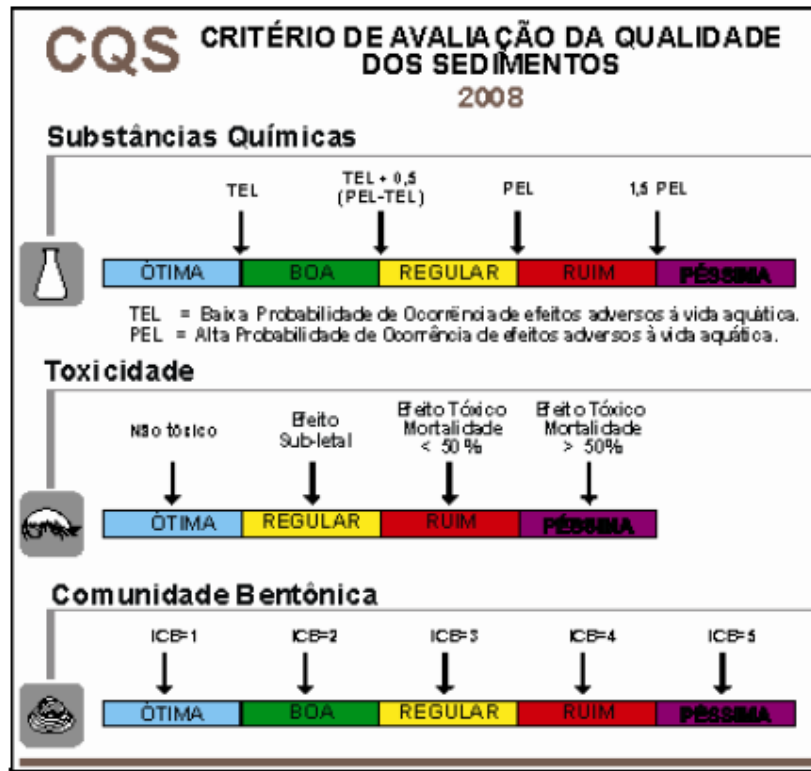 CQS CRITÉRIO DE AVALIAÇÃO DA QUALIDADE
DOS SEDIMENTOS
2008
Substâncias Químicas
TEL
TEL + 0,5
(PEL-TEL)
PEL
1,5 PEL
ÓTIMA BOA REGULAR RUIM PÉSSIMA
TEL = Baixa Probabilidade de Ocorrência de efeitos adversos à vida aquática.
PEL = Alta Probabilidade de Ocorrência de efeitos adversos à vida aquática.
Toxicidade
Não tóxico
Efeito
Sub-letal
Efeito Tóxico
Mortalidade
< 50%
Efeito Tóxico
Mortalidade
> 50%
ÓTIMA REGULAR RUIM PÉSSIMA
Comunidade Bentônica
ICB=1 ICB=2 ICB=3 ICB=4 ICB=5
ÓTIMA BOA REGULAR RUIM PÉSSIMA